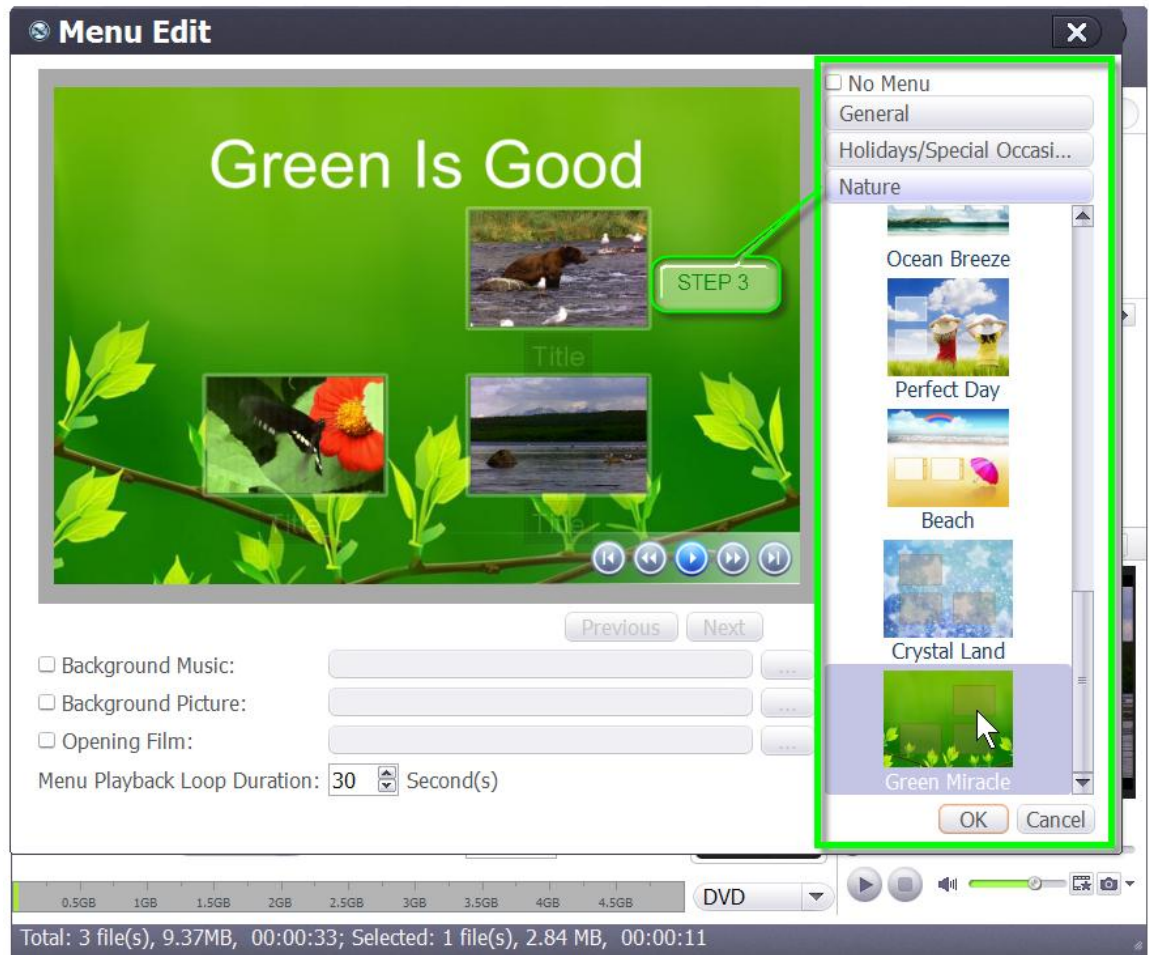 Menu Edit
No Menu
General
Holidays/Special Occasi...
Nature
Green Is Good
STEP 3
Title
Title
Title
Ocean Breeze
Perfect Day
Beach
Crystal Land
Green Miracle
Previous Next
Background Music: ...
Background Picture: ...
Opening Film: ...
Menu Playback Loop Duration: 30 Second(s)
OK Cancel
0.5GB 1GB 1.5GB 2GB 2.5GB 3GB 3.5GB 4GB 4.5GB DVD
Total: 3 file(s), 9.37MB, 00:00:33; Selected: 1 file(s), 2.84 MB, 00:00:11